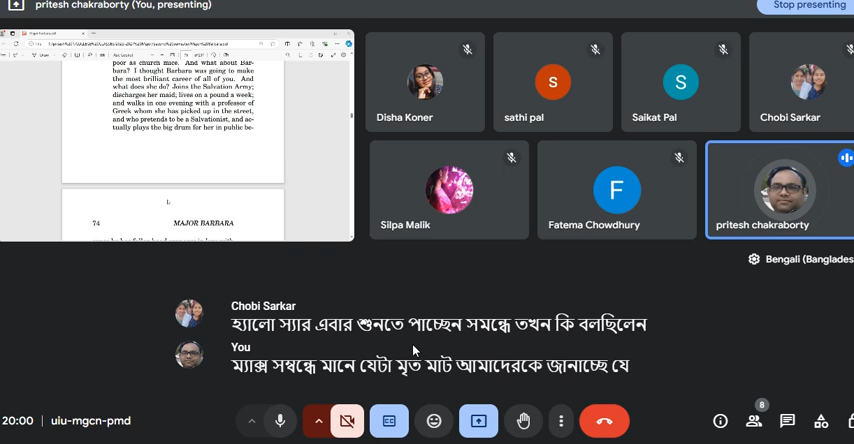 pritesh chakraborty (You, presenting)
Stop presenting
poor as church mice. And what about Bar-
bara? I thought Barbara was going to make
the most brilliant career of all of you. And
what does she do? Joins the Salvation Army;
discharges her maid; lives on a pound a week;
and walks in one evening with a professor of
Greek whom she has picked up in the street,
and who pretends to be a Salvationist, and ac-
tually plays the big drum for her in public be-
74 MAJOR BARBARA
Disha Koner
s
sathi pal
S
Saikat Pal
Chobi Sarkar
Silpa Malik
F
Fatema Chowdhury
pritesh chakraborty
Bengali (Banglades
Chobi Sarkar
হ্যালো স্যার এবার শুনতে পাচ্ছেন সমন্ধে তখন কি বলছিলেন
You
ম্যাক্স সম্বন্ধে মানে যেটা মৃত মাট আমাদেরকে জানাচ্ছে যে
20:00 | uiu-mgcn-pmd
8